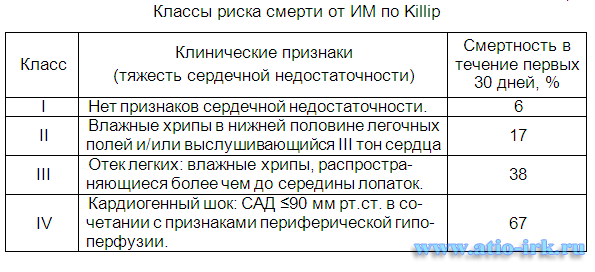 Классы риска смерти от ИМ по Killip
Класс
Клинические признаки
(тяжесть сердечной недостаточности)
Смертность в
течение первых
30 дней, %
I
Нет признаков сердечной недостаточности.
6
II
Влажные хрипы в нижней половине легочных
полей и/или выслушивающийся III тон сердца
17
III
Отек легких: влажные хрипы, распростра-
няющиеся более чем до середины лопаток.
38
IV
Кардиогенный шок: САД ≤90 мм рт.ст. в со-
четании с признаками периферической гипо-
перфузии.
67
www.atio-irk.ru